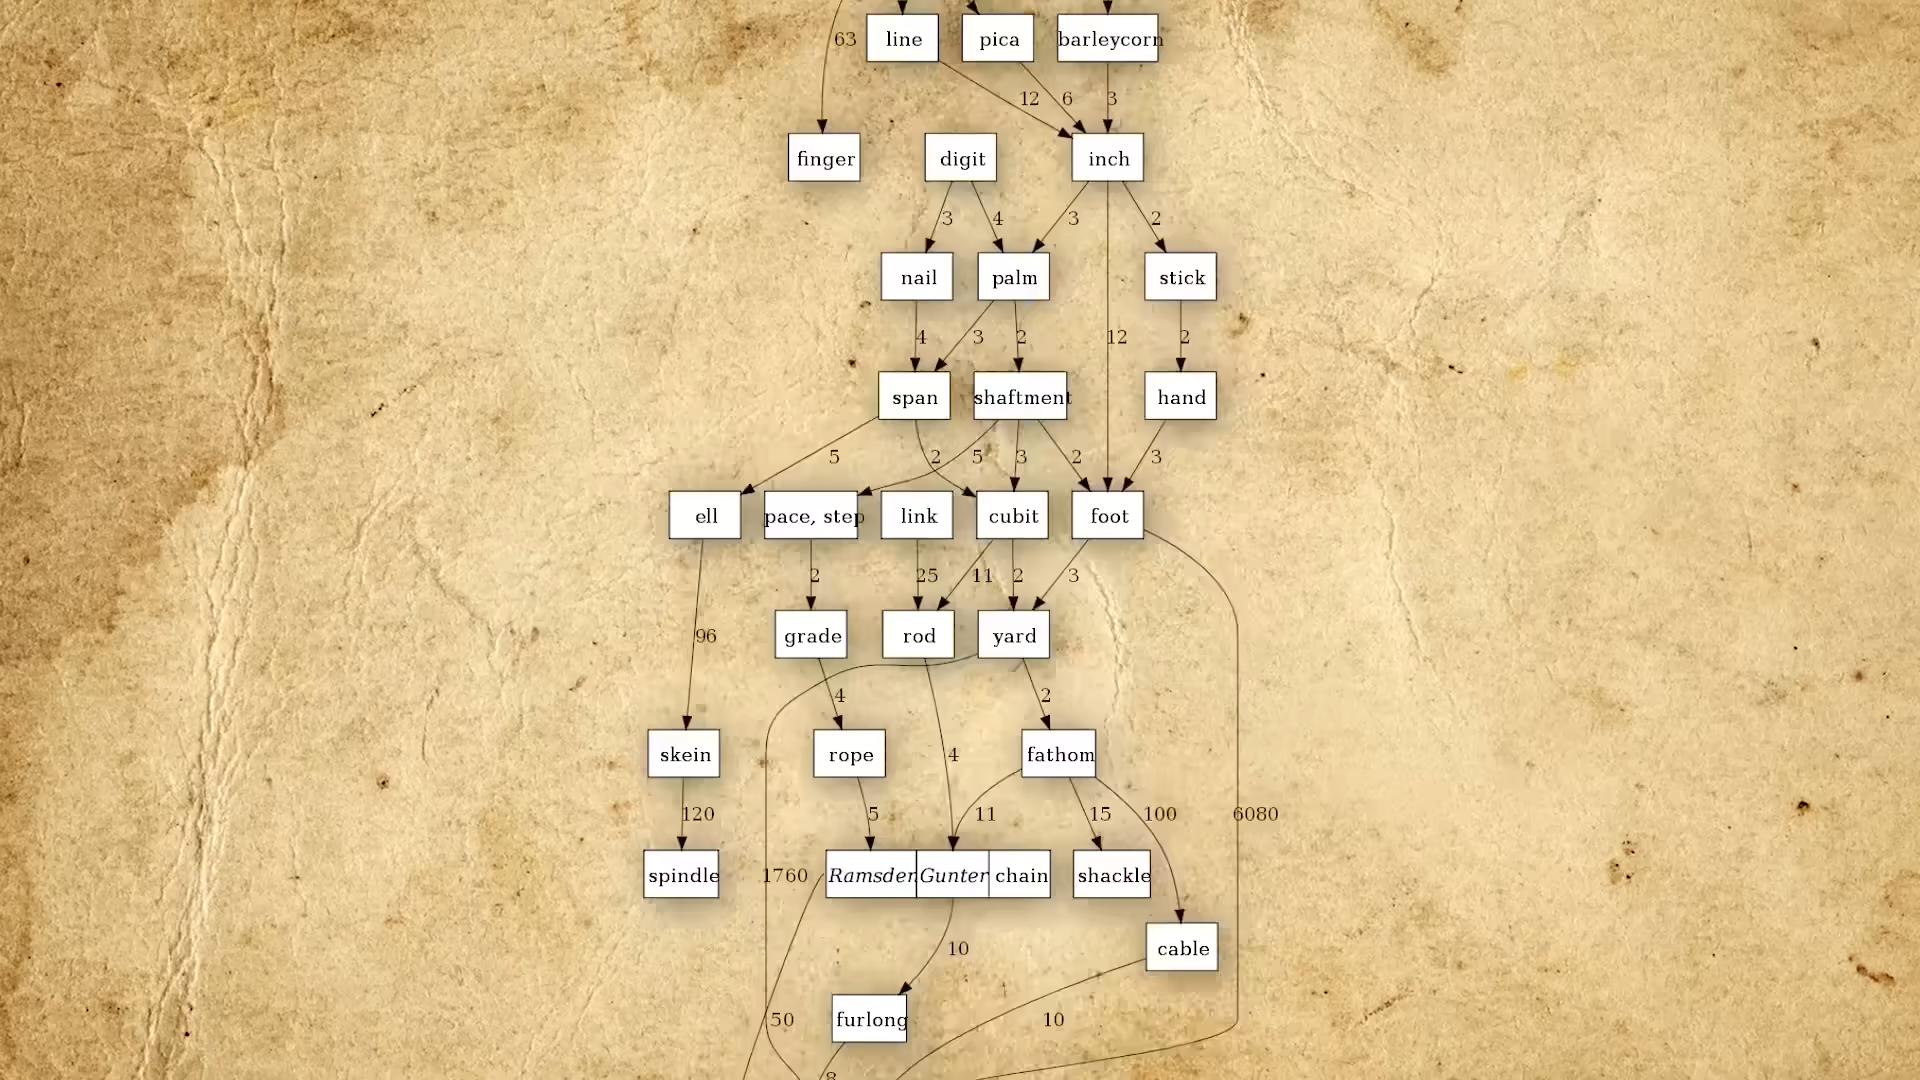 63 line pica barleycorn
12 6 3
finger digit inch
3 4 3 2
nail palm stick
4 3 2 12 2
span shaftment hand
5 2 5 3 2 3
ell pace, step link cubit foot
2 25 11 2 3
96 grade rod yard
4 2
skein rope 4 fathom
120 5 11 15 100 6080
spindle 1760 Ramsden Gunter chain shackle
10 cable
50 furlong 10
8